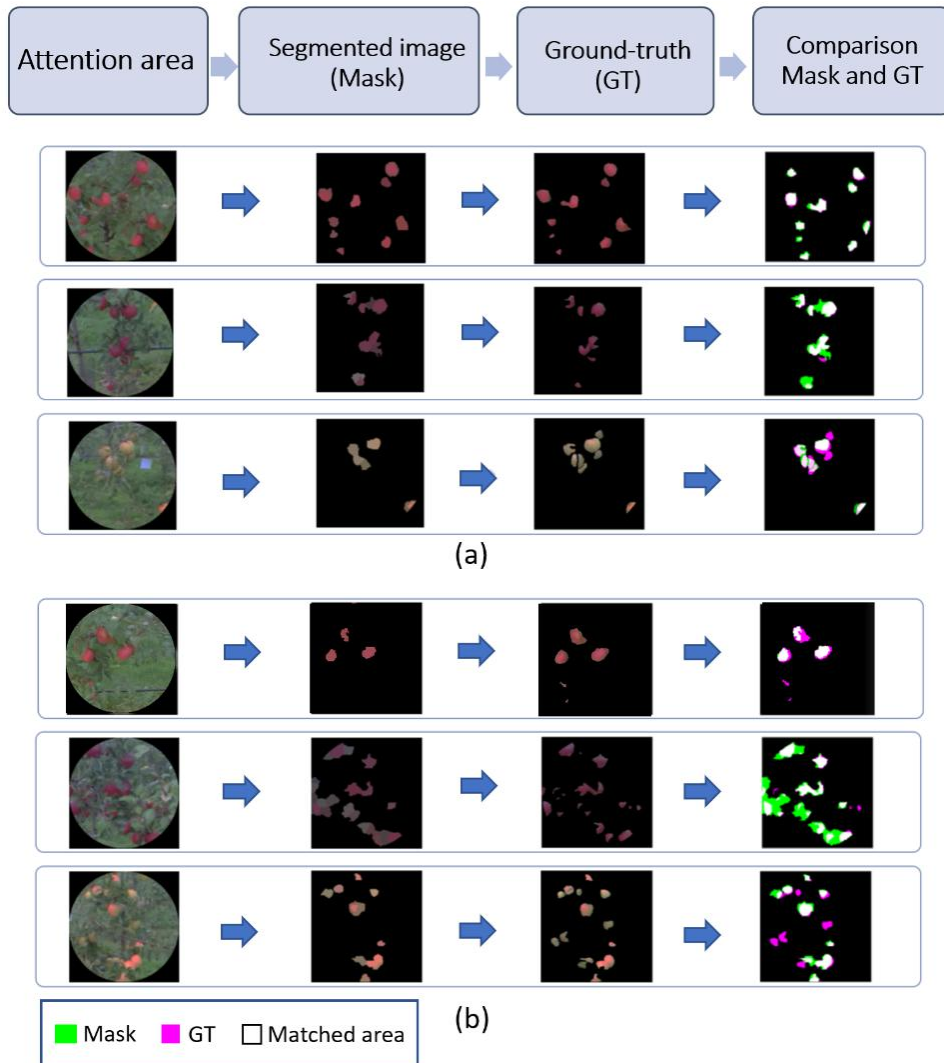 Attention area
Segmented image
(Mask)
Ground-truth
(GT)
Comparison
Mask and GT
(a)
(b)
Mask
GT
Matched area